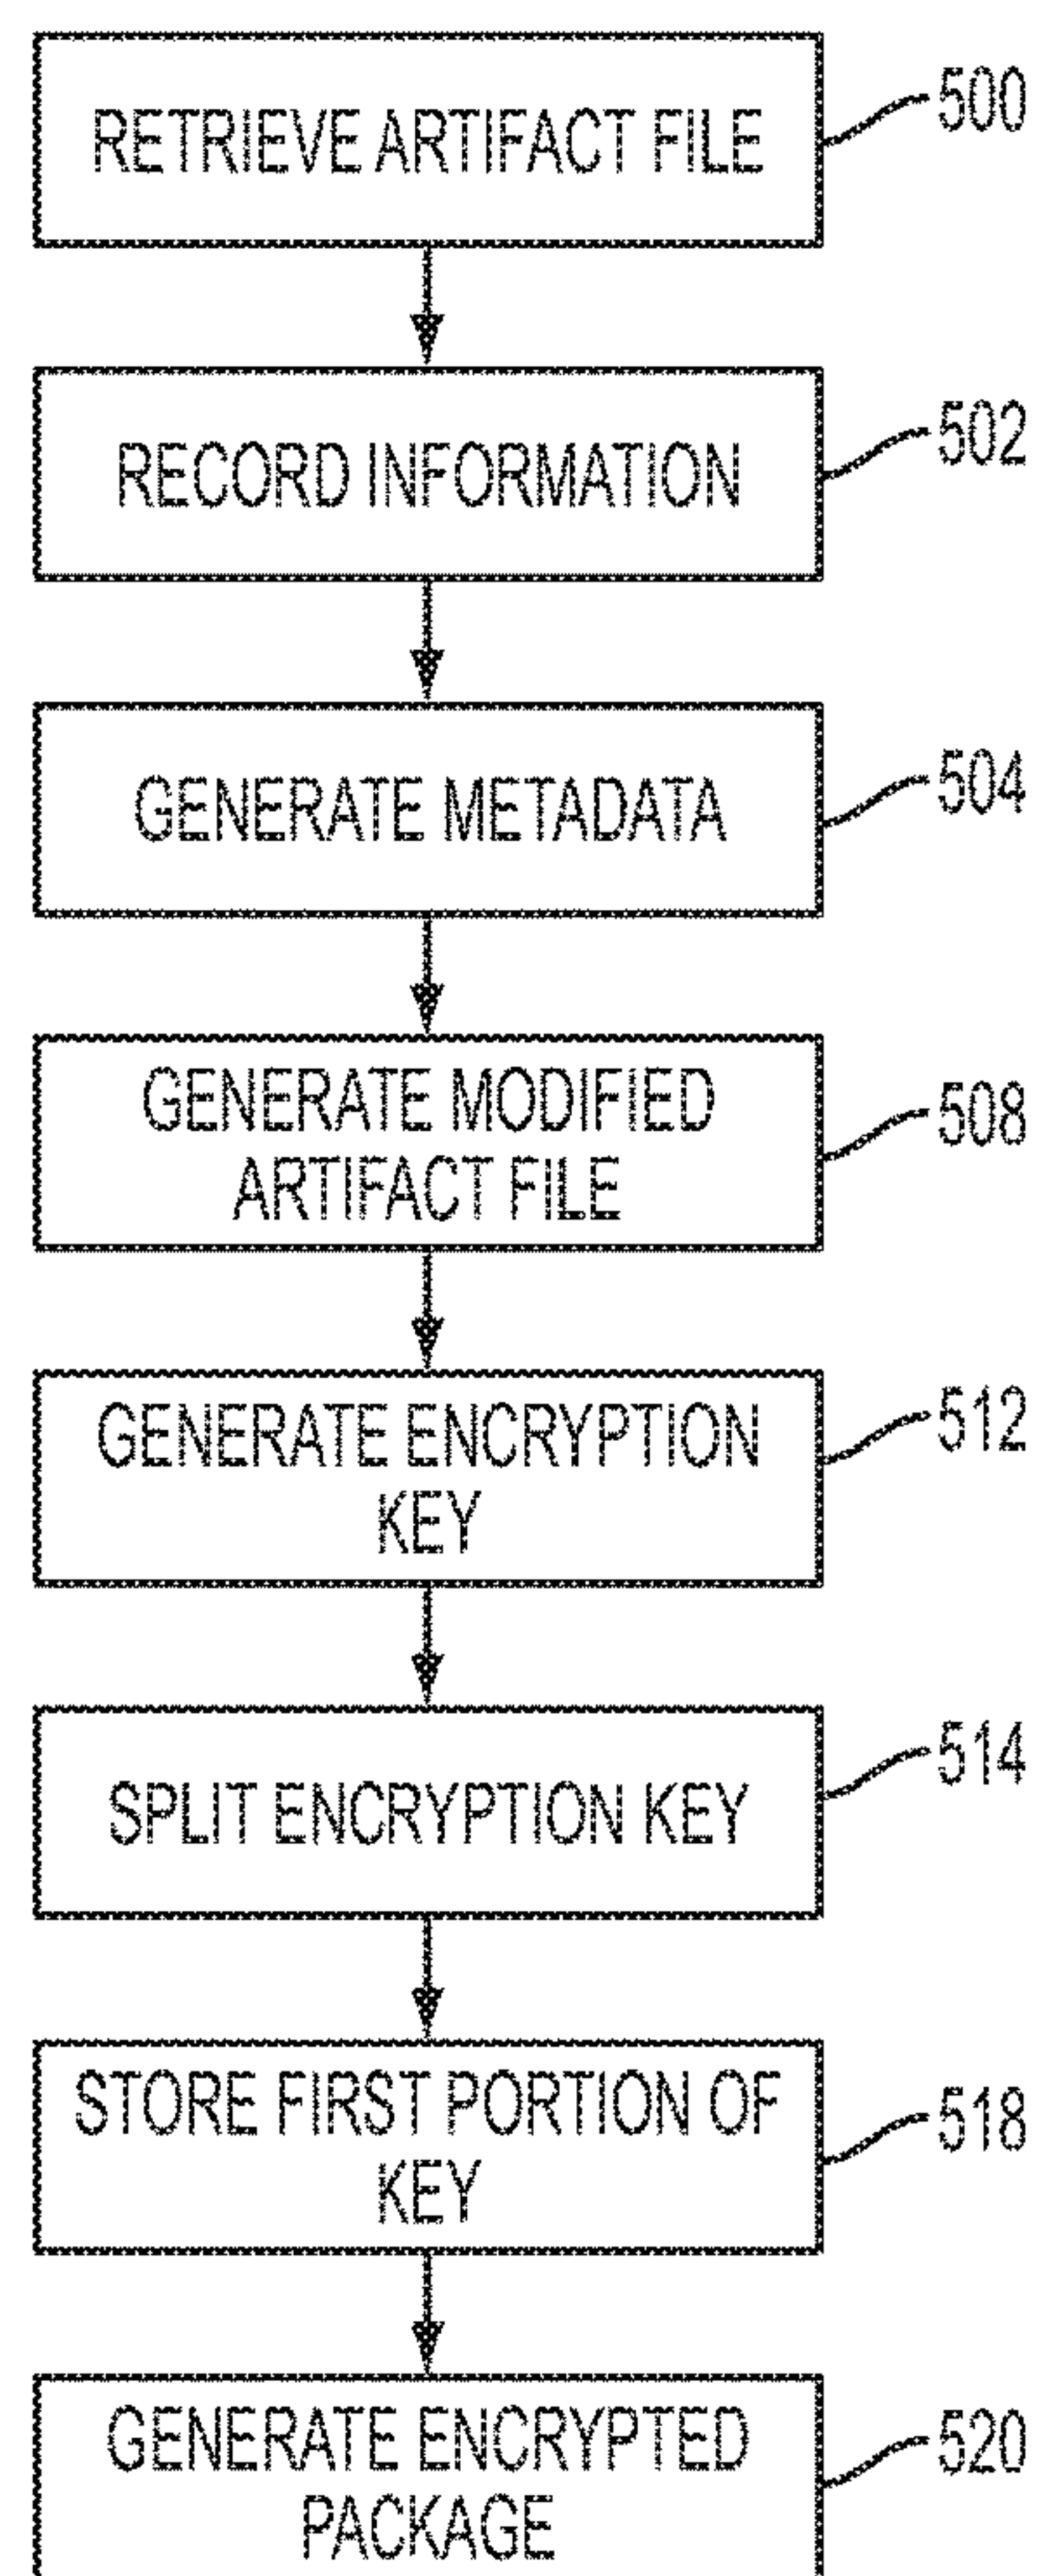 RETRIEVE ARTIFACT FILE
500
RECORD INFORMATION
502
GENERATE METADATA
504
GENERATE MODIFIED
ARTIFACT FILE
508
GENERATE ENCRYPTION
KEY
512
SPLIT ENCRYPTION KEY
514
STORE FIRST PORTION OF
KEY
518
GENERATE ENCRYPTED
PACKAGE
520